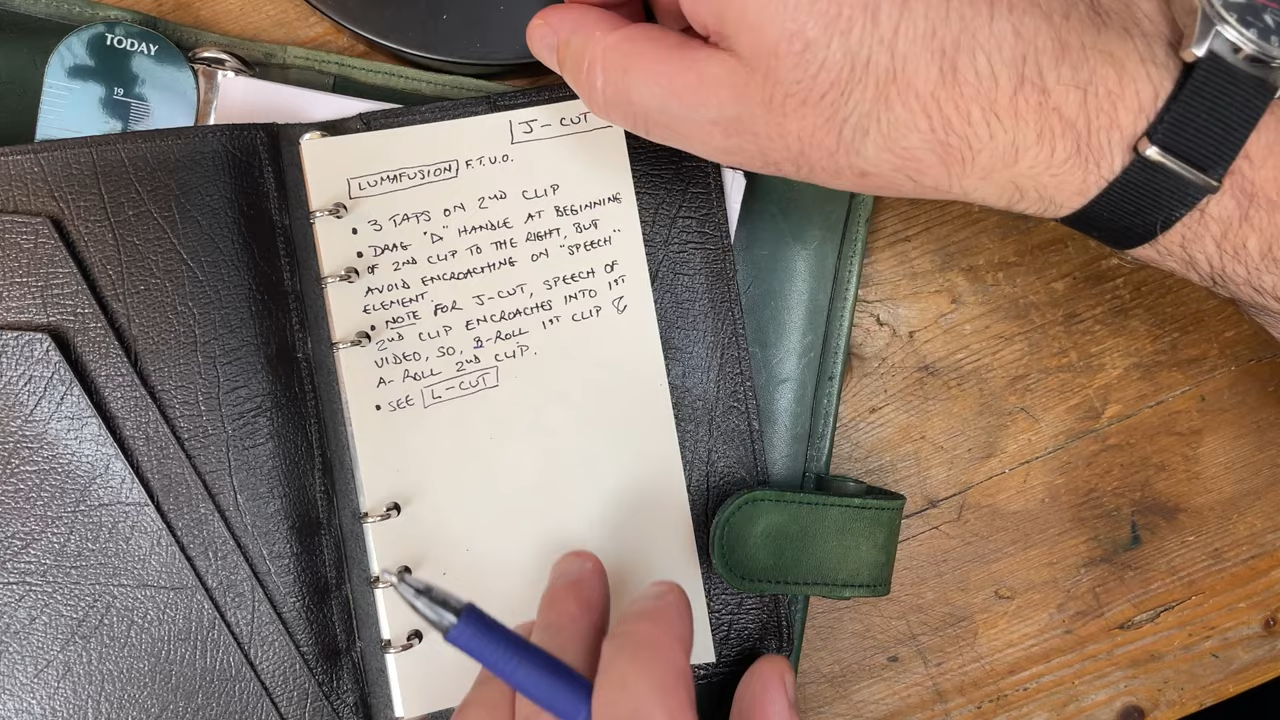 TODAY
19
J-CUT
LUMAFUSION F.T.V.O.
• 3 TAPS ON 2ND CLIP
• DRAG "D" HANDLE AT BEGINNING
OF 2ND CLIP TO THE RIGHT, BUT
AVOID ENCROACHING ON "SPEECH"
ELEMENT.
• NOTE FOR J-CUT, SPEECH OF
2ND CLIP ENCROACHES INTO 1ST
VIDEO, SO, B-ROLL 1ST CLIP &
A-ROLL 2ND CLIP.
• SEE L-CUT